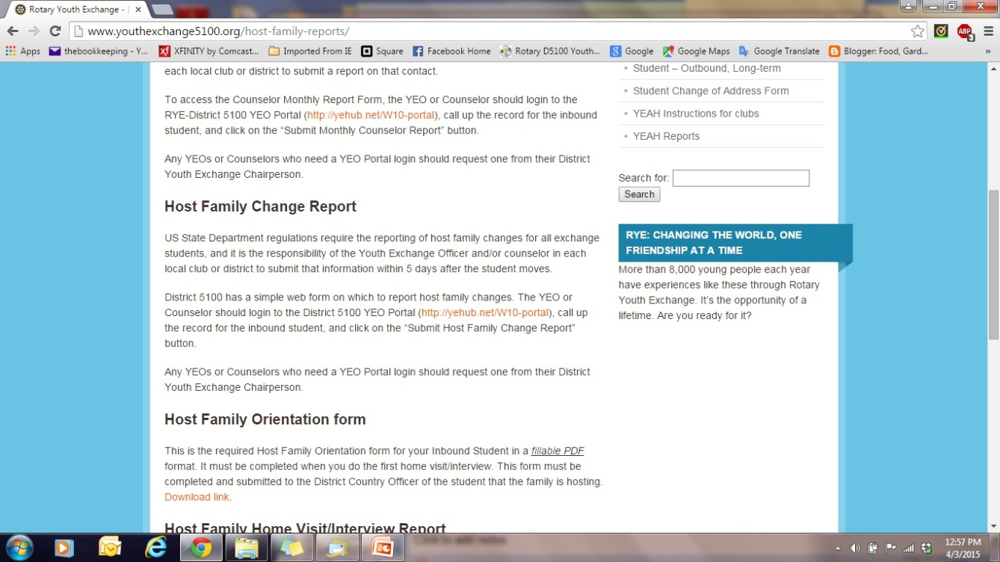 Rotary Youth Exchange - D
www.youthexchange5100.org/host-family-reports/
Apps
thebookkeeping - Y...
XFINITY by Comcast...
Imported From IE
Square
Facebook Home
Rotary D5100 Youth...
Google
Google Maps
Google Translate
Blogger: Food, Gard...
»
ABP
3
each local club or district to submit a report on that contact.
To access the Counselor Monthly Report Form, the YEO or Counselor should login to the
RYE-District 5100 YEO Portal (http://yehub.net/W10-portal), call up the record for the inbound
student, and click on the “Submit Monthly Counselor Report” button.
Any YEOs or Counselors who need a YEO Portal login should request one from their District
Youth Exchange Chairperson.
Host Family Change Report
US State Department regulations require the reporting of host family changes for all exchange
students, and it is the responsibility of the Youth Exchange Officer and/or counselor in each
local club or district to submit that information within 5 days after the student moves.
District 5100 has a simple web form on which to report host family changes. The YEO or
Counselor should login to the District 5100 YEO Portal (http://yehub.net/W10-portal), call up
the record for the inbound student, and click on the “Submit Host Family Change Report”
button.
Any YEOs or Counselors who need a YEO Portal login should request one from their District
Youth Exchange Chairperson.
Host Family Orientation form
This is the required Host Family Orientation form for your Inbound Student in a fillable PDF
format. It must be completed when you do the first home visit/interview. This form must be
completed and submitted to the District Country Officer of the student that the family is hosting.
Download link.
Host Family Home Visit/Interview Report
• Student – Outbound, Long-term
• Student Change of Address Form
• YEAH Instructions for clubs
• YEAH Reports
Search for:
Search
RYE: CHANGING THE WORLD, ONE
FRIENDSHIP AT A TIME
More than 8,000 young people each year
have experiences like these through Rotary
Youth Exchange. It’s the opportunity of a
lifetime. Are you ready for it?
Click to add notes
12:57 PM
4/3/2015